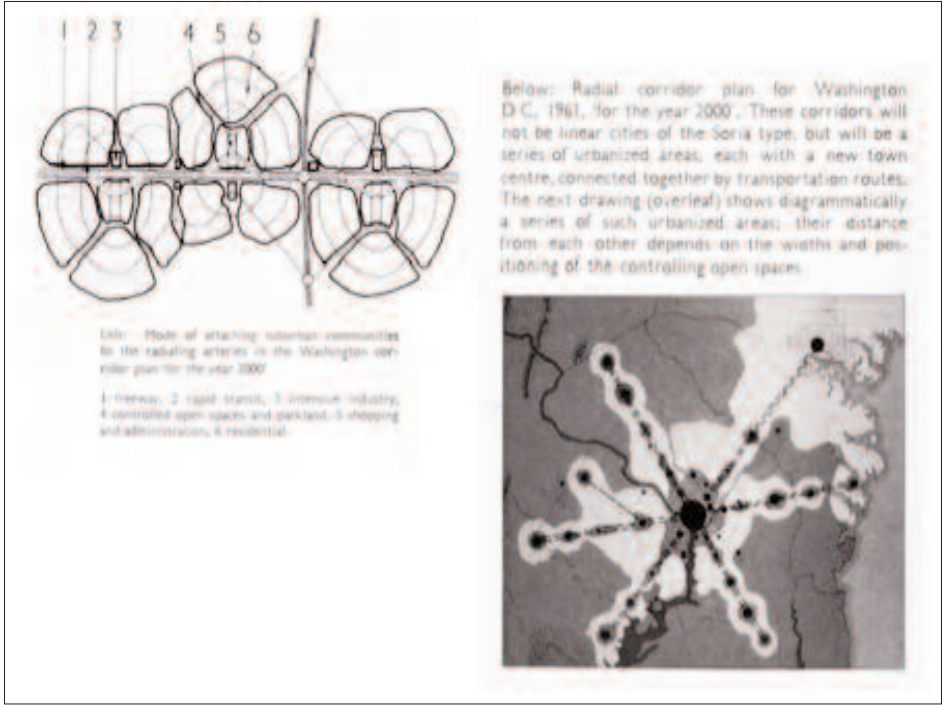 1 2 3 4 5 6
Left: Mode of attaching suburban communities
to the radiating arteries in the Washington cor-
ridor plan 'for the year 2000'
1 freeway, 2 rapid transit, 3 intensive industry,
4 controlled open spaces and parkland, 5 shopping
and administration, 6 residential
Below: Radial corridor plan for Washington
D C, 1961, 'for the year 2000'. These corridors will
not be linear cities of the Soria type, but will be a
series of urbanized areas, each with a new town
centre, connected together by transportation routes.
The next drawing (overleaf) shows diagrammatically
a series of such urbanized areas; their distance
from each other depends on the widths and pos-
itioning of the controlling open spaces